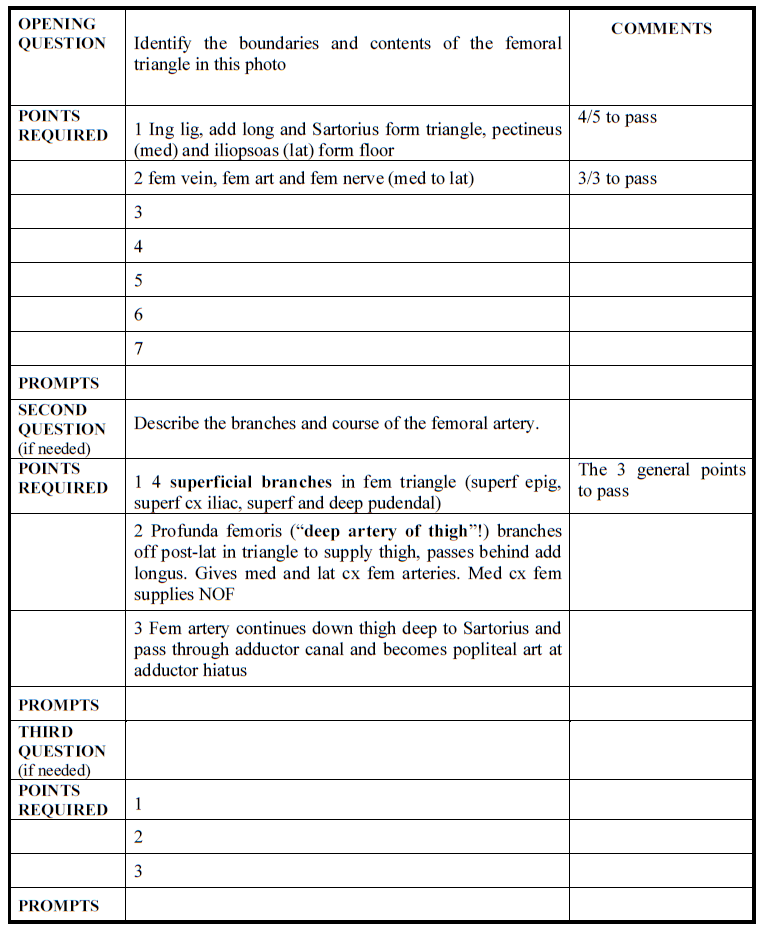 OPENING
QUESTION
Identify the boundaries and contents of the femoral
triangle in this photo
COMMENTS
POINTS
REQUIRED
1 Ing lig, add long and Sartorius form triangle, pectineus
(med) and iliopsoas (lat) form floor
4/5 to pass
2 fem vein, fem art and fem nerve (med to lat)
3/3 to pass
3
4
5
6
7
PROMPTS
SECOND
QUESTION
(if needed)
Describe the branches and course of the femoral artery.
POINTS
REQUIRED
1 4 superficial branches in fem triangle (superf epig,
superf cx iliac, superf and deep pudendal)
The 3 general points
to pass
2 Profunda femoris (“deep artery of thigh”!) branches
off post-lat in triangle to supply thigh, passes behind add
longus. Gives med and lat cx fem arteries. Med cx fem
supplies NOF
3 Fem artery continues down thigh deep to Sartorius and
pass through adductor canal and becomes popliteal art at
adductor hiatus
PROMPTS
THIRD
QUESTION
(if needed)
POINTS
REQUIRED
1
2
3
PROMPTS